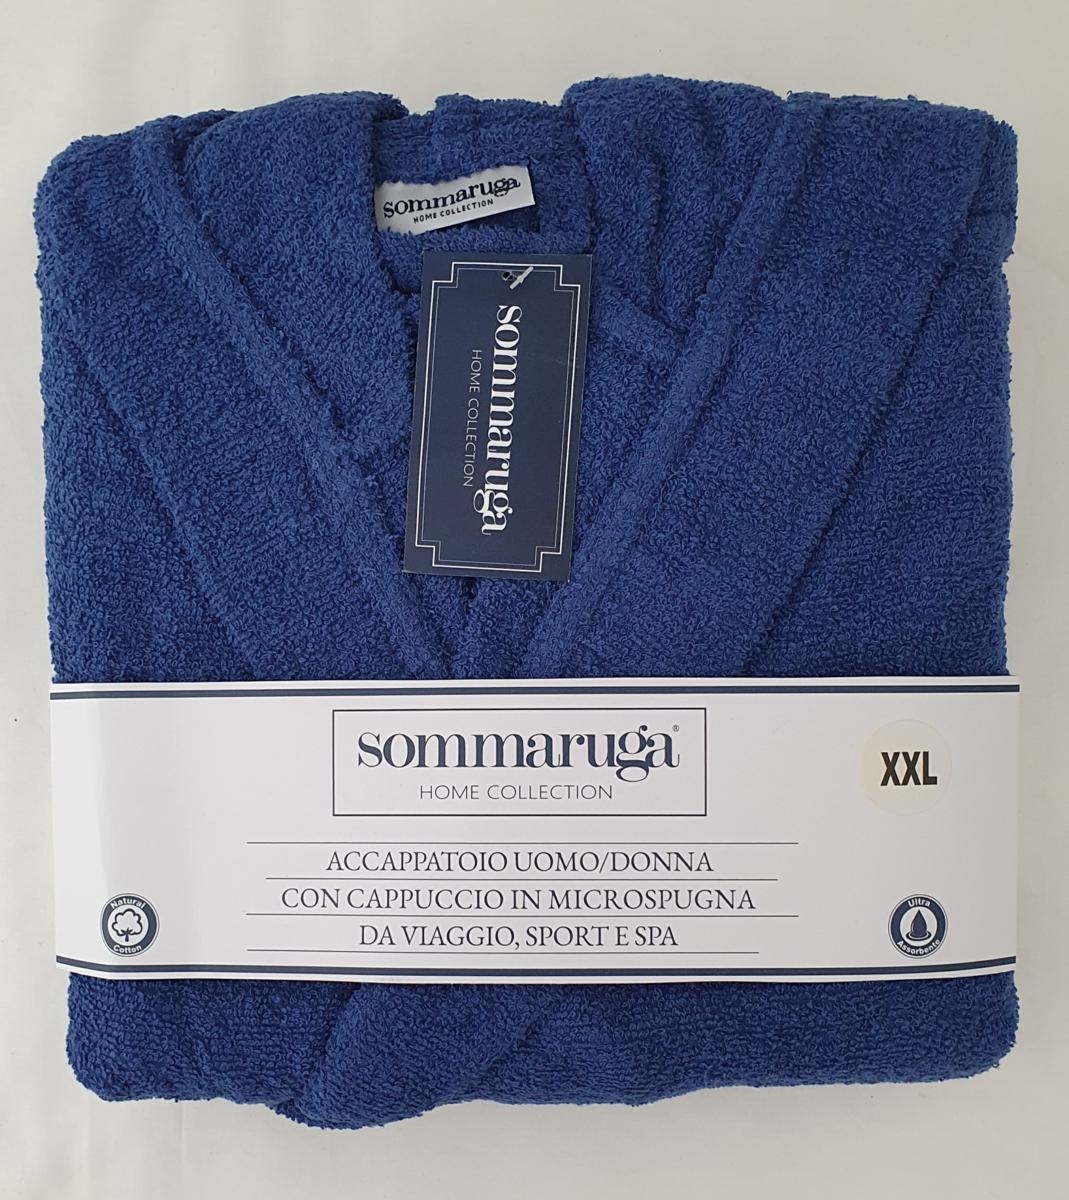 sommaruga
HOME COLLECTION
sommaruga
HOME COLLECTION
sommaruga®
HOME COLLECTION
XXL
ACCAPPATOIO UOMO/DONNA
CON CAPPUCCIO IN MICROSPUGNA
DA VIAGGIO, SPORT E SPA
Natural
Cotton
Ultra
Assorbente